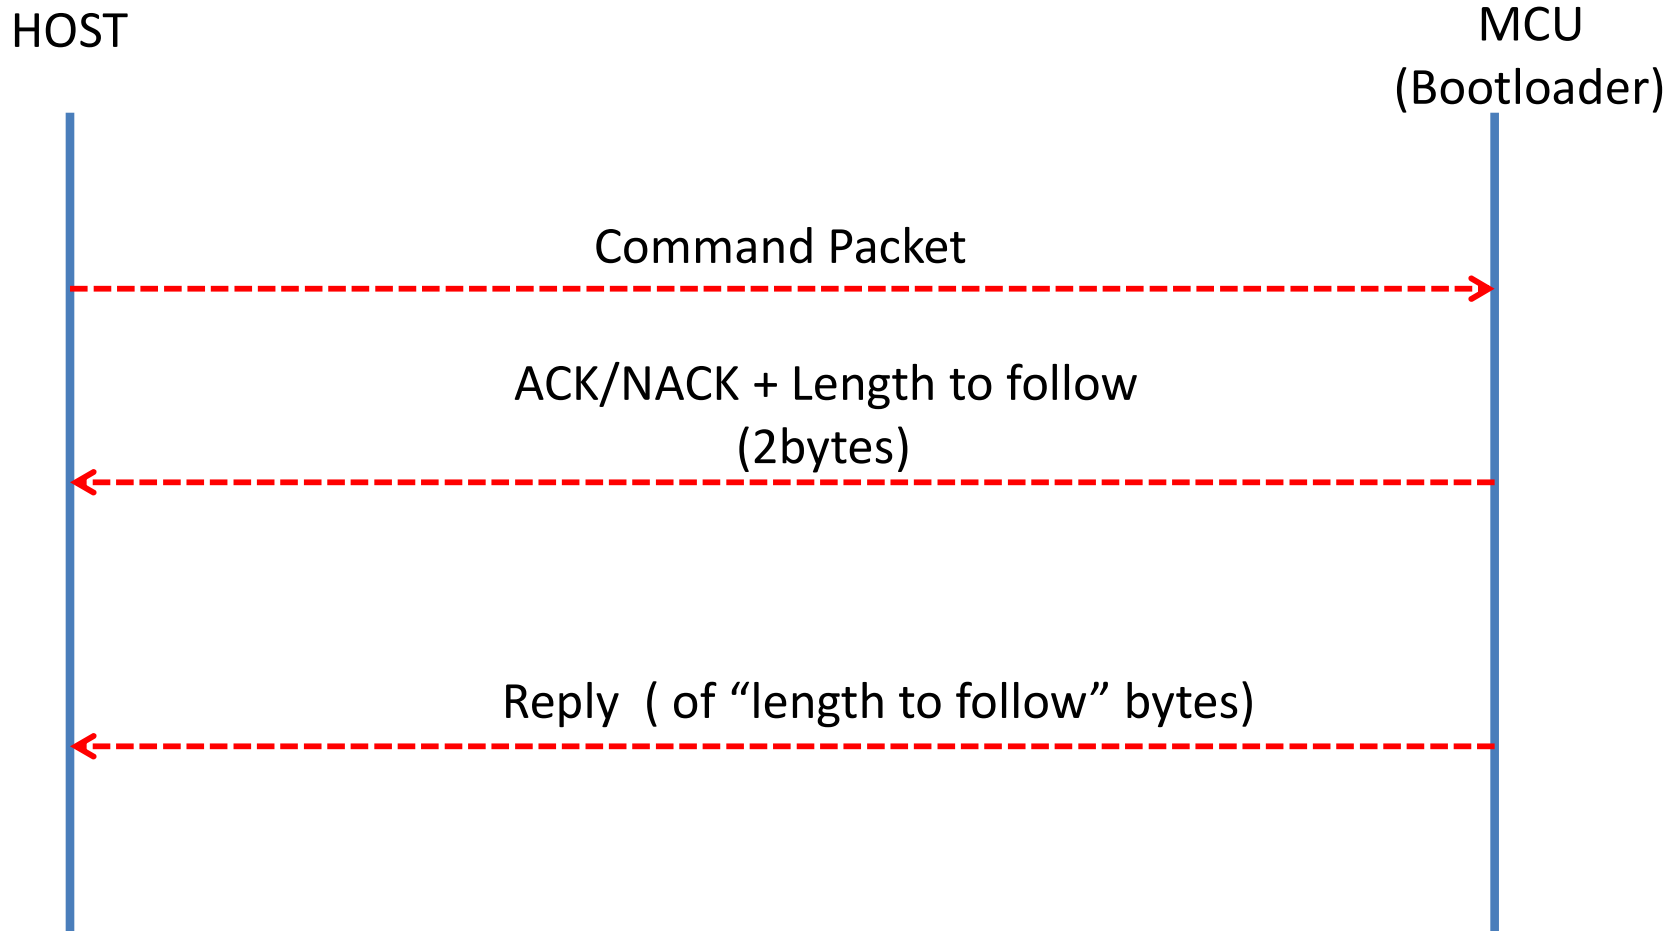 HOST
MCU
(Bootloader)
Command Packet
ACK/NACK + Length to follow
(2bytes)
Reply  ( of “length to follow” bytes)